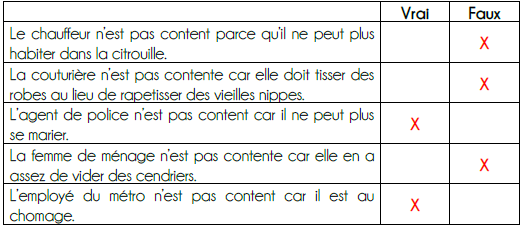 Vrai Faux
Le chauffeur n'est pas content parce qu'il ne peut plus
habiter dans la citrouille. X
La couturière n'est pas contente car elle doit tisser des
robes au lieu de rapetisser des vieilles nippes. X
L'agent de police n'est pas content car il ne peut plus
se marier. X
La femme de ménage n'est pas contente car elle en a
assez de vider des cendriers. X
L'employé du métro n'est pas content car il est au
chomage. X